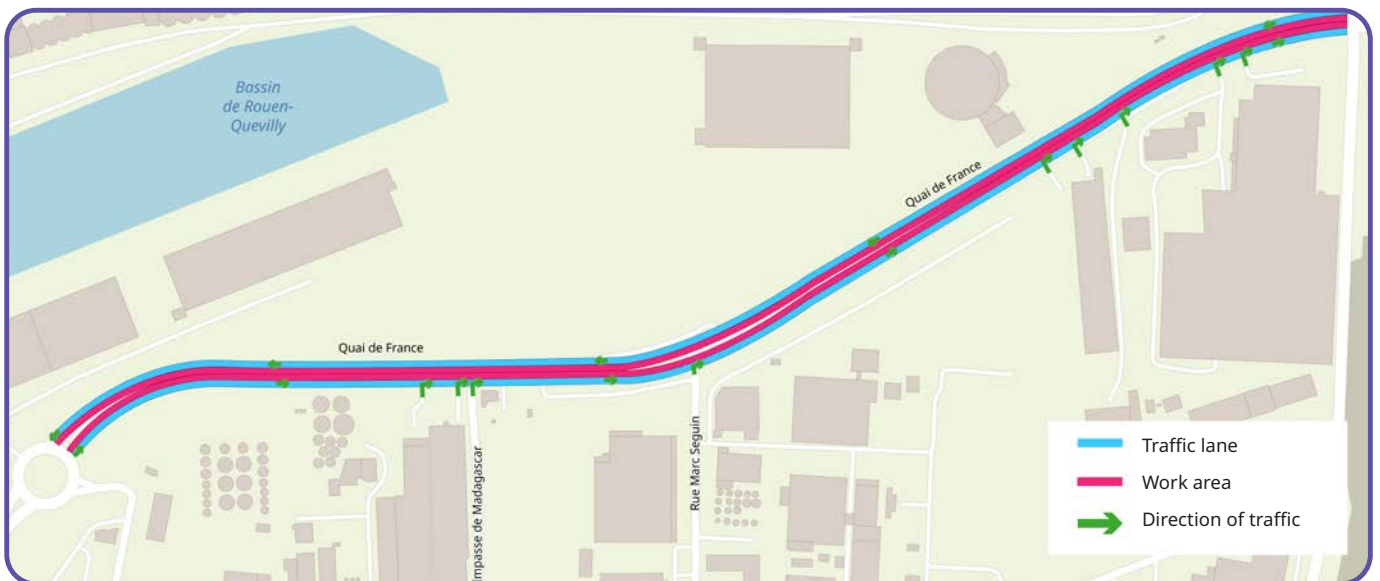 Bassin
de Rouen-
Quevilly
Quai de France
Quai de France
Impasse de Madagascar
Rue Marc Seguin
Traffic lane
Work area
Direction of traffic